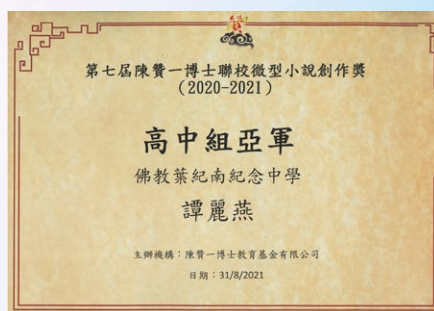 第七屆陳贊一博士聯校微型小說創作獎
(2020-2021)
高中組亞軍
佛教葉紀南紀念中學
譚麗燕
主辦機構：陳贊一博士教育基金有限公司
日期：31/8/2021